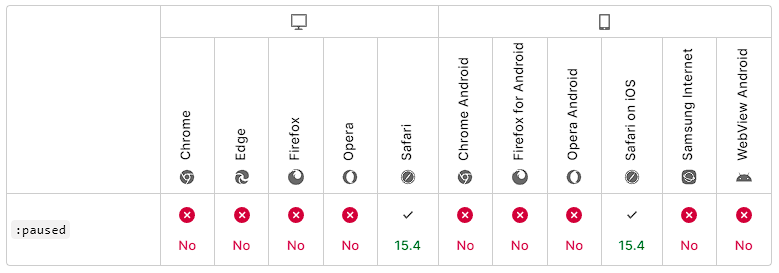 Chrome
Edge
Firefox
Opera
Safari
Chrome Android
Firefox for Android
Opera Android
Safari on iOS
Samsung Internet
WebView Android
:paused
No No No No 15.4 No No No 15.4 No No